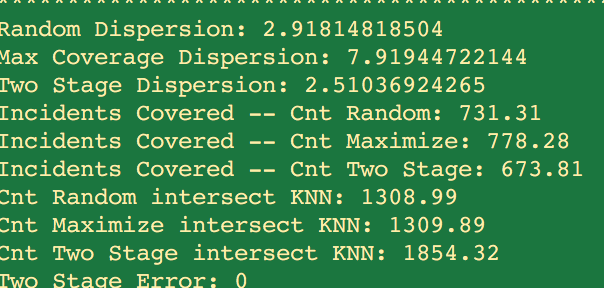 Random Dispersion: 2.91814818504
Max Coverage Dispersion: 7.91944722144
Two Stage Dispersion: 2.51036924265
Incidents Covered -- Cnt Random: 731.31
Incidents Covered -- Cnt Maximize: 778.28
Incidents Covered -- Cnt Two Stage: 673.81
Cnt Random intersect KNN: 1308.99
Cnt Maximize intersect KNN: 1309.89
Cnt Two Stage intersect KNN: 1854.32
Two Stage Error: 0